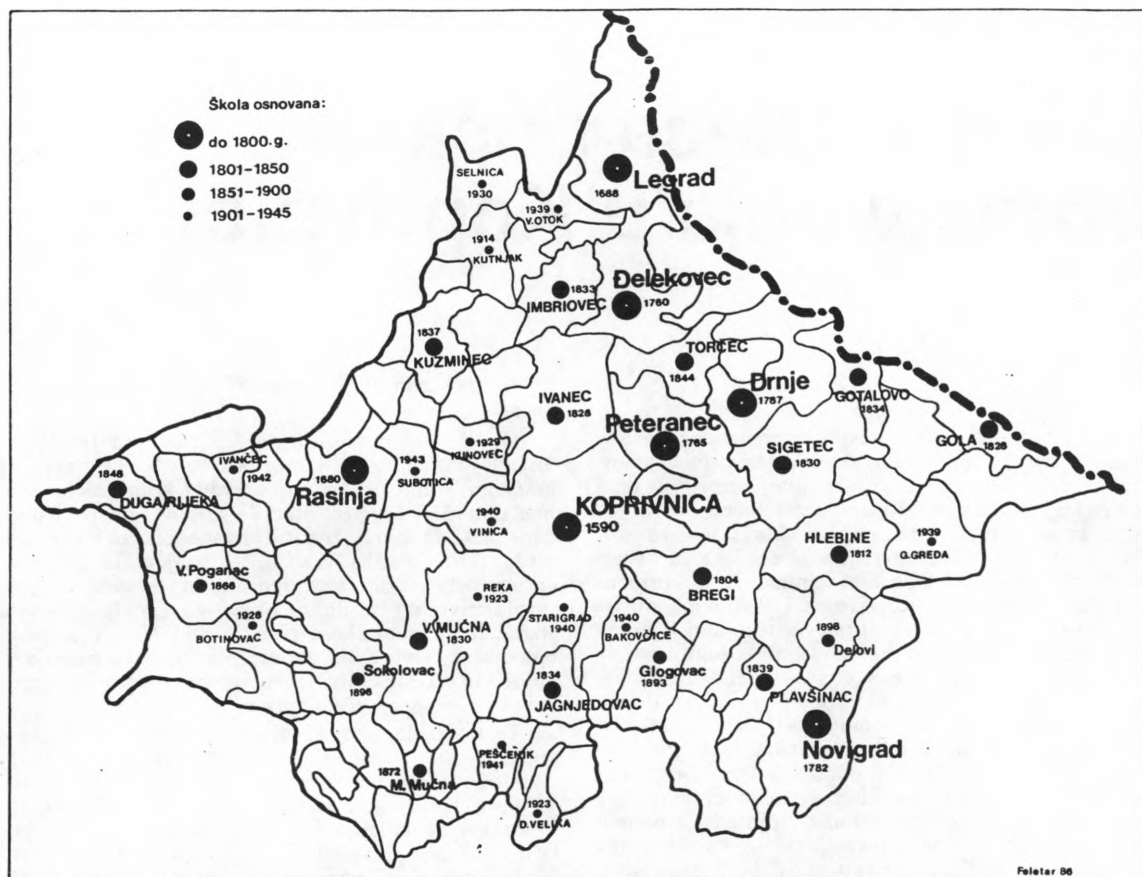 Škola osnovana:
do 1800.g.
1801–1850
1851–1900
1901–1945
SELNICA
1930
1688
Legrad
1939
V.OTOK
1914
KUTNJAK
1833
IMBRIOVEC
Đelekovec
1760
1837
KUZMINEC
TORČEC
1844
Drnje
1787
GOTALOVO
1834
IVANEC
1828
Peteranec
1765
GOLA
1828
SIGETEC
1830
1929
KUNOVEC
IVANČEC
1942
1848
DUGA RIJEKA
1680
Rasinja
1943
SUBOTICA
1940
VINICA
KOPRIVNICA
1590
HLEBINE
1812
1939
G.GREDA
V. Poganac
1866
1804
BREGI
REKA
1923
STARIGRAD
1940
1940
BAKOVČICE
1928
BOTINOVAC
V.MUČNA
1830
1898
Delovi
Sokolovac
1896
Glogovac
1893
1834
JAGNJEDOVAC
1839
PLAVŠINAC
Novigrad
1782
PEŠČENIK
1941
1872
M. Mučna
1923
D.VELIKA
Feletar 86